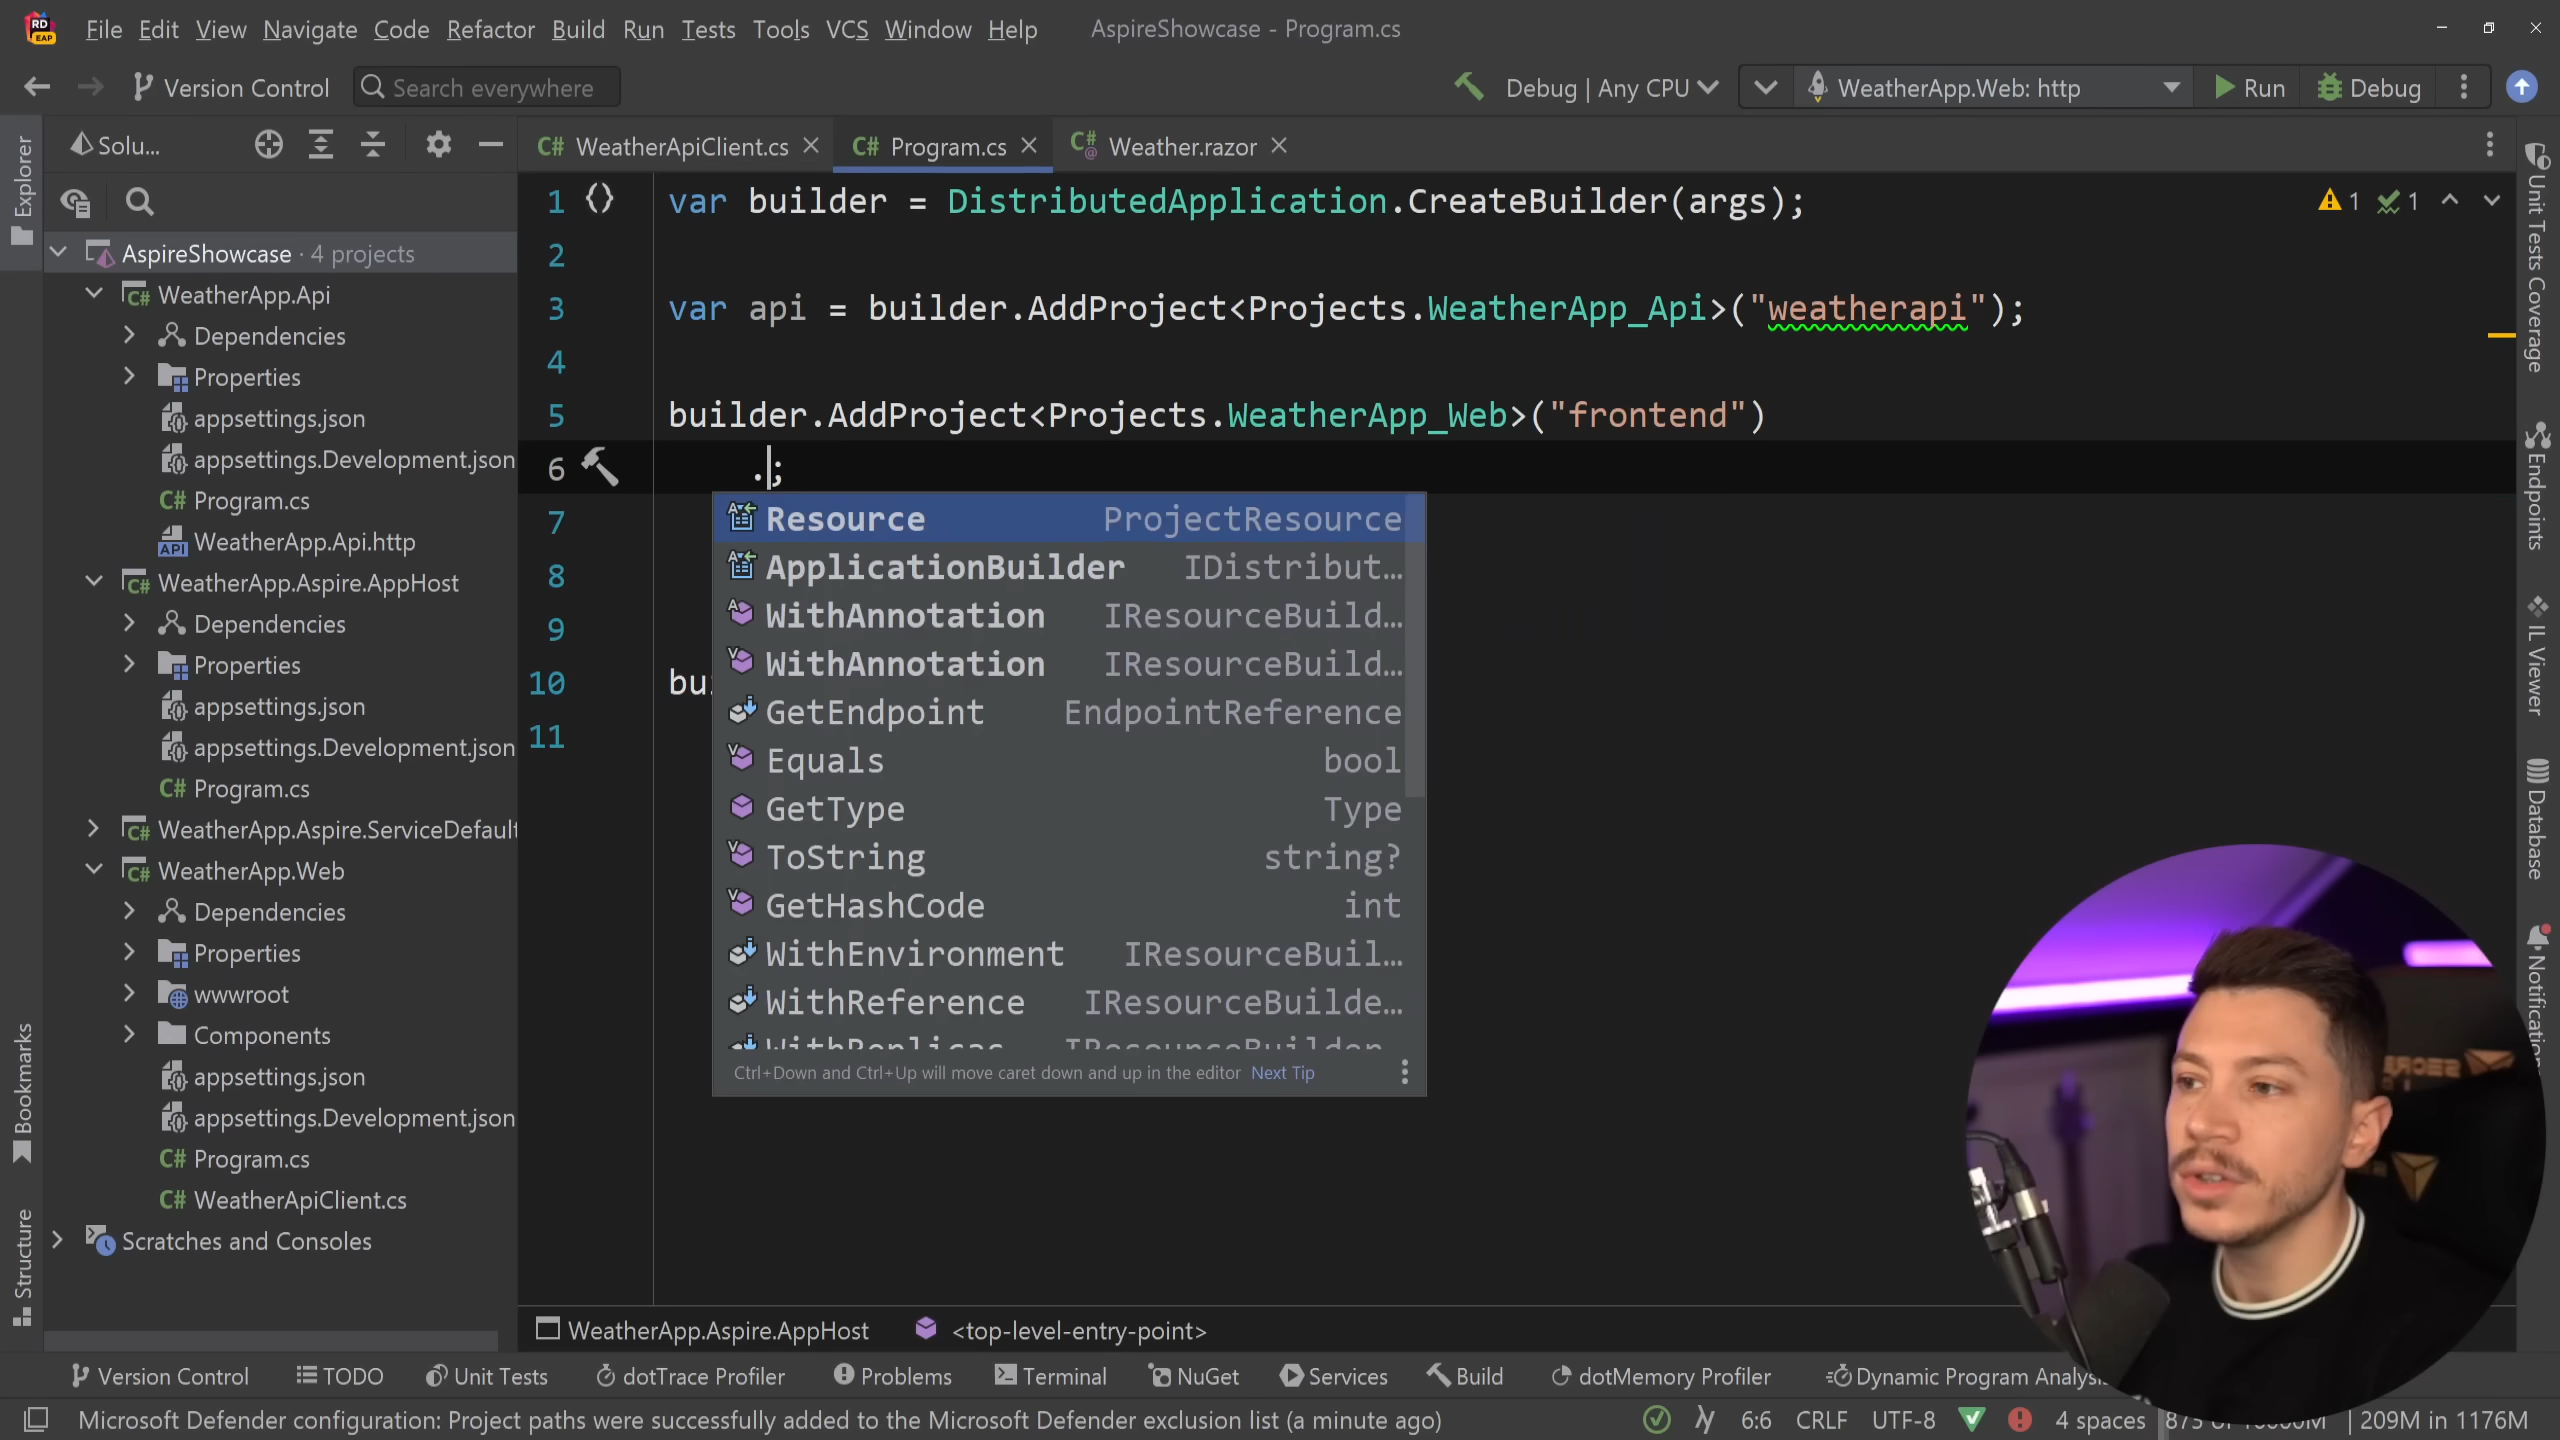 File Edit View Navigate Code Refactor Build Run Tests Tools VCS Window Help AspireShowcase - Program.cs
Version Control Search everywhere Debug | Any CPU WeatherApp.Web: http Run Debug
Explorer
Solu...
C# WeatherApiClient.cs C# Program.cs C# Weather.razor
AspireShowcase · 4 projects
WeatherApp.Api
Dependencies
Properties
appsettings.json
appsettings.Development.json
C# Program.cs
API WeatherApp.Api.http
WeatherApp.Aspire.AppHost
Dependencies
Properties
appsettings.json
appsettings.Development.json
C# Program.cs
WeatherApp.Aspire.ServiceDefault
WeatherApp.Web
Dependencies
Properties
wwwroot
Components
appsettings.json
appsettings.Development.json
C# Program.cs
C# WeatherApiClient.cs
Scratches and Consoles
Bookmarks
Structure
1 var builder = DistributedApplication.CreateBuilder(args);
2
3 var api = builder.AddProject<Projects.WeatherApp_Api>("weatherapi");
4
5 builder.AddProject<Projects.WeatherApp_Web>("frontend")
6 .;
7
8
9
10 bu
11
1 1
Resource ProjectResource
ApplicationBuilder IDistribut...
WithAnnotation IResourceBuild...
WithAnnotation IResourceBuild...
GetEndpoint EndpointReference
Equals bool
GetType Type
ToString string?
GetHashCode int
WithEnvironment IResourceBuil...
WithReference IResourceBuilde...
WithReplicas IResourceBuilder
Ctrl+Down and Ctrl+Up will move caret down and up in the editor Next Tip
Unit Tests Coverage
Endpoints
IL Viewer
Database
Notification
WeatherApp.Aspire.AppHost <top-level-entry-point>
Version Control TODO Unit Tests dotTrace Profiler Problems Terminal NuGet Services Build dotMemory Profiler Dynamic Program Analys
Microsoft Defender configuration: Project paths were successfully added to the Microsoft Defender exclusion list (a minute ago) 6:6 CRLF UTF-8 4 spaces 209M in 1176M